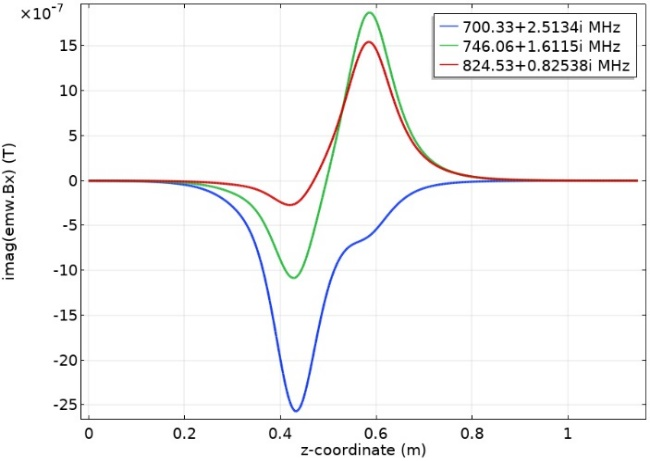 ×10⁻⁷
700.33+2.5134i MHz
746.06+1.6115i MHz
824.53+0.82538i MHz
15
10
5
0
-5
-10
-15
-20
-25
imag(emw.Bx) (T)
0 0.2 0.4 0.6 0.8 1
z-coordinate (m)